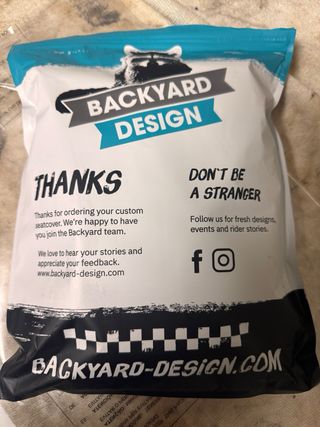 BACKYARD
DESIGN
THANKS
Thanks for ordering your custom
seatcover. We're happy to have
you join the Backyard team.
We love to hear your stories and
appreciate your feedback.
www.backyard-design.com
DON'T BE
A STRANGER
Follow us for fresh designs,
events and rider stories.
BACKYARD-DESIGN.COM